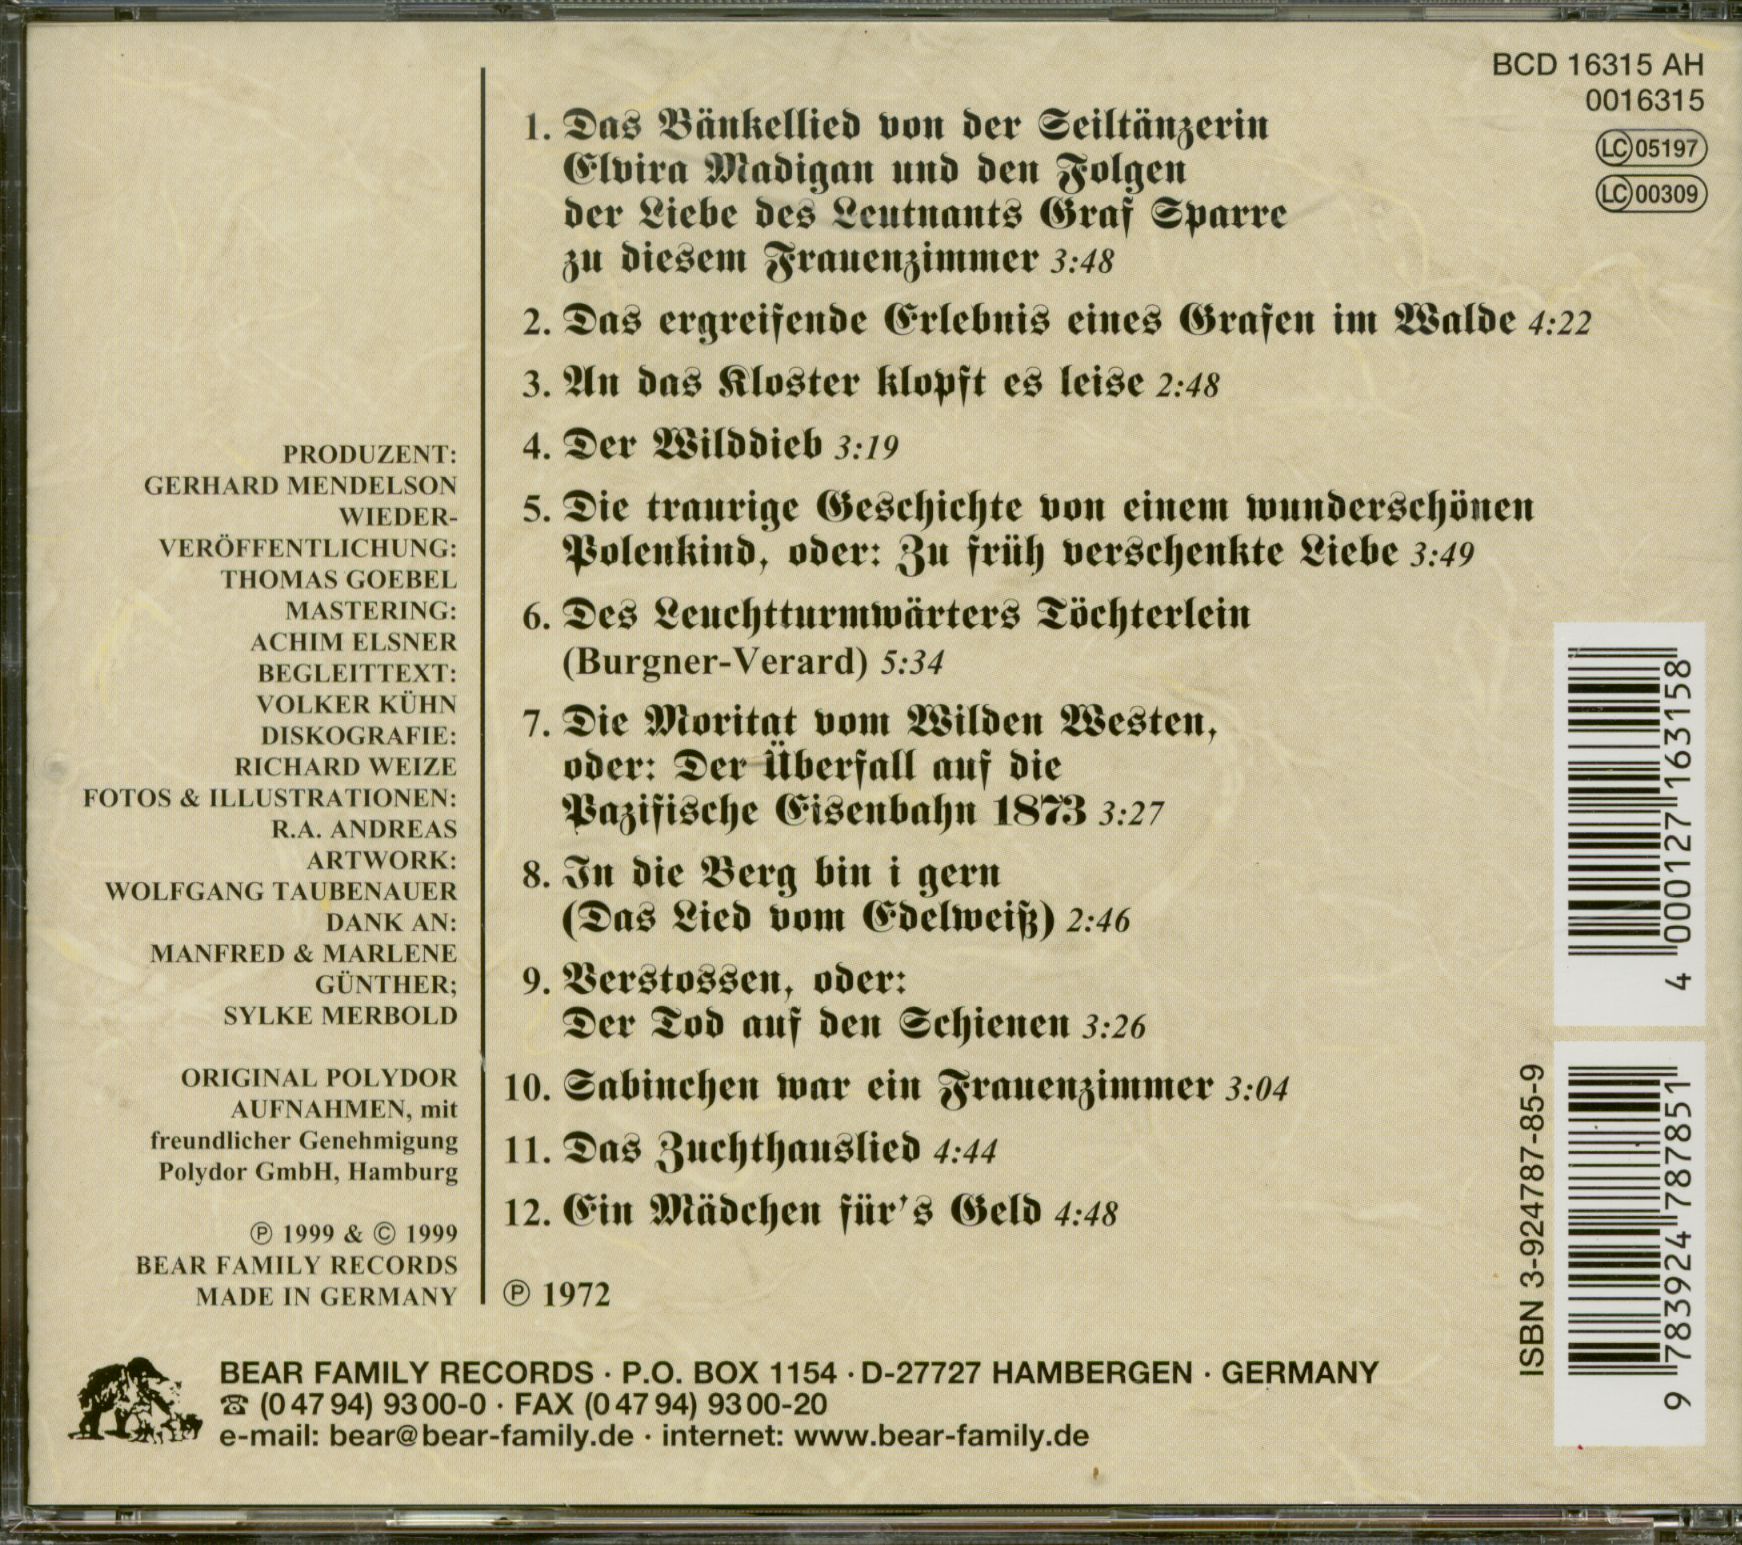 BCD 16315 AH
0016315
LC 05197
LC 00309
1. Das Bänkellied von der Seiltänzerin
Elvira Madigan und den Folgen
der Liebe des Leutnants Graf Sparre
zu diesem Frauenzimmer 3:48
2. Das ergreifende Erlebnis eines Grafen im Walde 4:22
3. An das Kloster klopft es leise 2:48
4. Der Wilddieb 3:19
5. Die traurige Geschichte von einem wunderschönen
Polenkind, oder: Zu früh verschenkte Liebe 3:49
6. Des Leuchtturmwärters Töchterlein
(Burgner-Verard) 5:34
7. Die Moritat vom Wilden Westen,
oder: Der Überfall auf die
Pazifische Eisenbahn 1873 3:27
8. In die Berg bin i gern
(Das Lied vom Edelweiß) 2:46
9. Verstossen, oder:
Der Tod auf den Schienen 3:26
10. Sabinchen war ein Frauenzimmer 3:04
11. Das Zuchthauslied 4:44
12. Ein Mädchen für's Geld 4:48
℗ 1972
PRODUZENT:
GERHARD MENDELSON
WIEDER-
VERÖFFENTLICHUNG:
THOMAS GOEBEL
MASTERING:
ACHIM ELSNER
BEGLEITTEXT:
VOLKER KÜHN
DISKOGRAFIE:
RICHARD WEIZE
FOTOS & ILLUSTRATIONEN:
R.A. ANDREAS
ARTWORK:
WOLFGANG TAUBENAUER
DANK AN:
MANFRED & MARLENE
GÜNTHER;
SYLKE MERBOLD
ORIGINAL POLYDOR
AUFNAHMEN, mit
freundlicher Genehmigung
Polydor GmbH, Hamburg
℗ 1999 & © 1999
BEAR FAMILY RECORDS
MADE IN GERMANY
4 000127 163158
ISBN 3-924787-85-9
9 783924 787851
BEAR FAMILY RECORDS · P.O. BOX 1154 · D-27727 HAMBERGEN · GERMANY
☎ (0 47 94) 93 00-0 · FAX (0 47 94) 93 00-20
e-mail: bear@bear-family.de · internet: www.bear-family.de